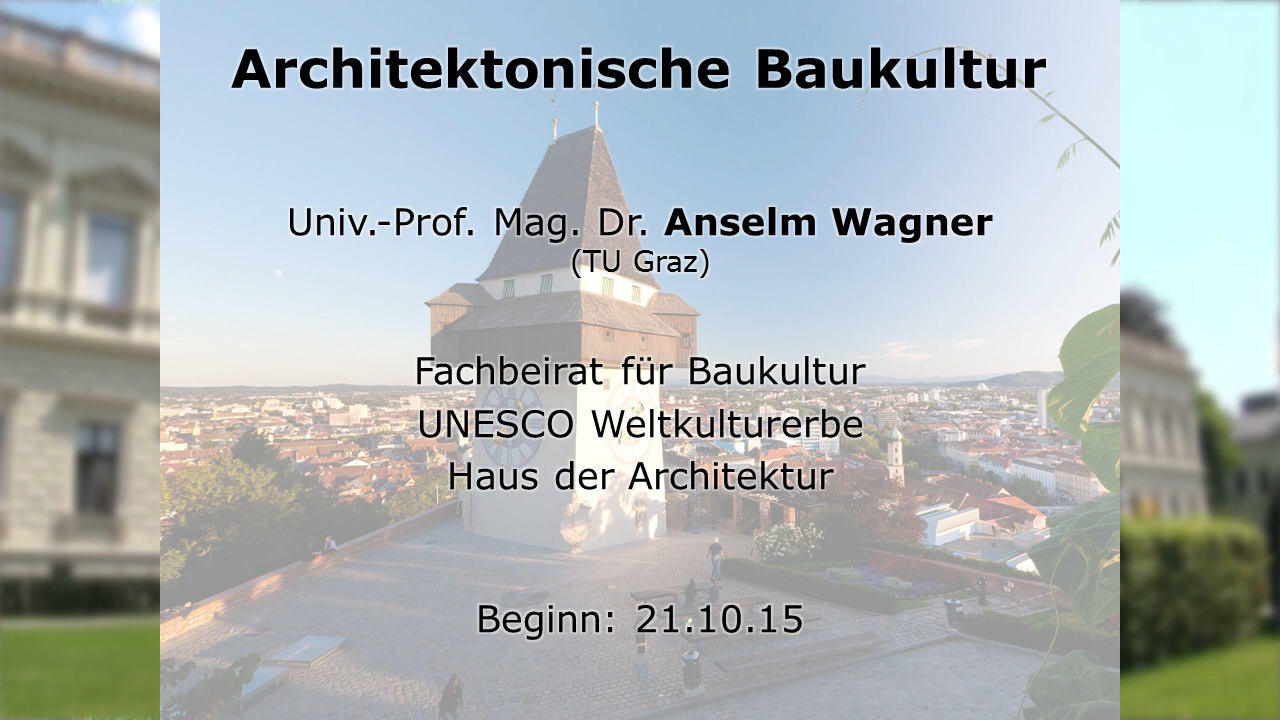 Architektonische Baukultur
Univ.-Prof. Mag. Dr. Anselm Wagner
(TU Graz)
Fachbeirat für Baukultur
UNESCO Weltkulturerbe
Haus der Architektur
Beginn: 21.10.15